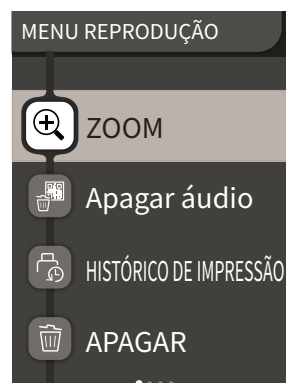 MENU REPRODUÇÃO
ZOOM
Apagar áudio
HISTÓRICO DE IMPRESSÃO
APAGAR